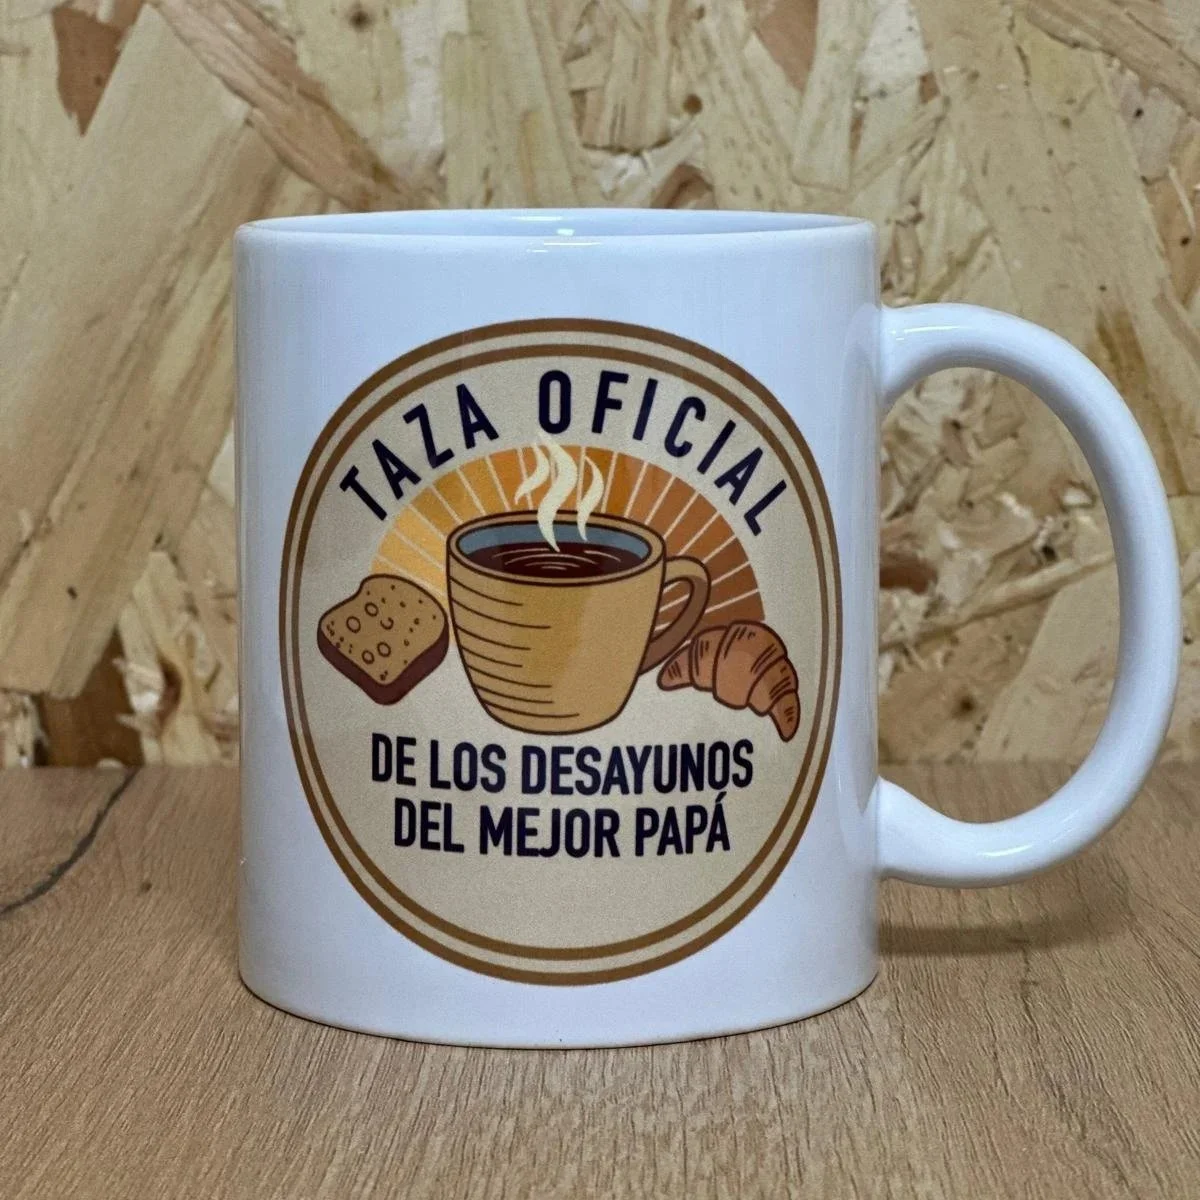 TAZA OFICIAL
DE LOS DESAYUNOS
DEL MEJOR PAPÁ